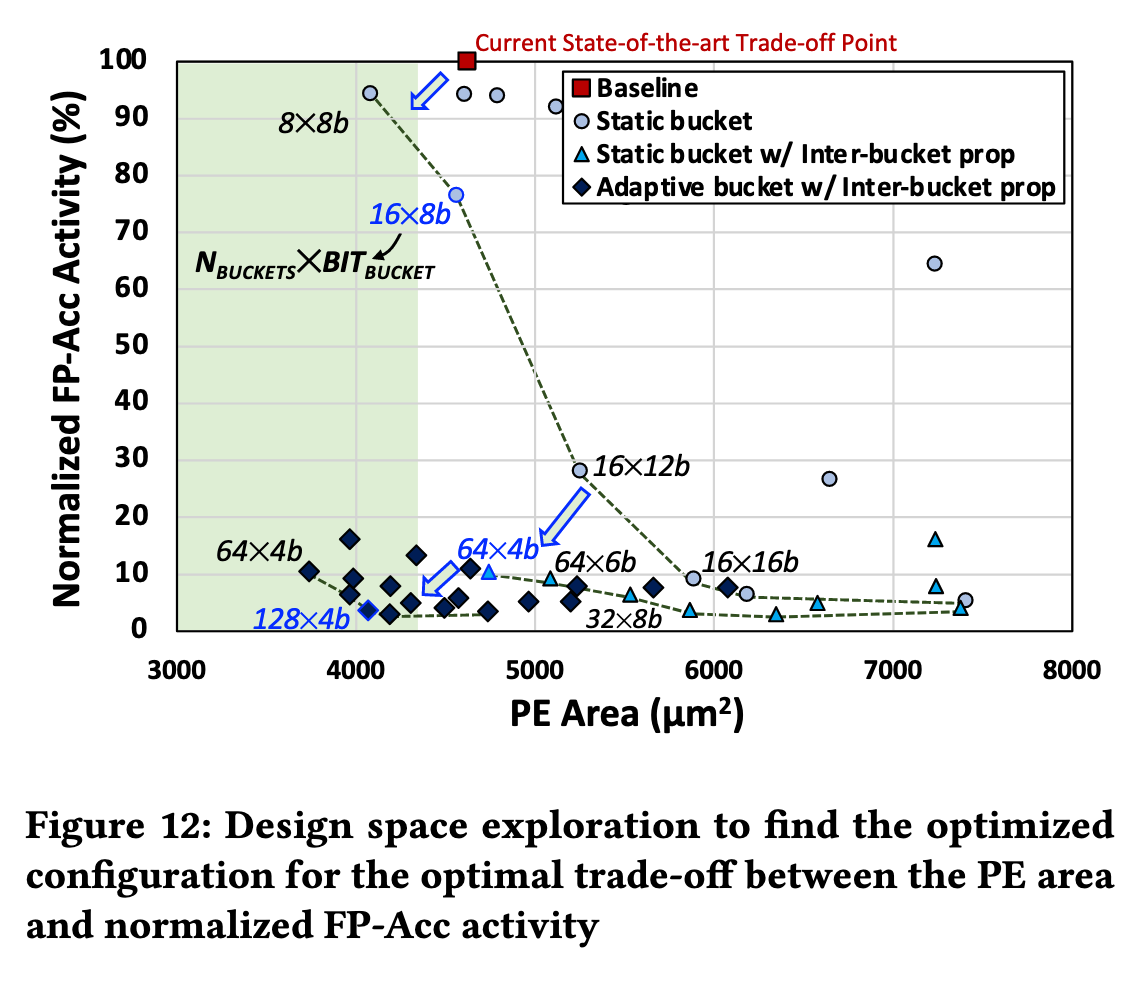 Current State-of-the-art Trade-off Point
Normalized FP-Acc Activity (%)
100
90
80
70
60
50
40
30
20
10
0
Baseline
Static bucket
Static bucket w/ Inter-bucket prop
Adaptive bucket w/ Inter-bucket prop
8×8b
16×8b
N_BUCKETS×BIT_BUCKET
16×12b
64×4b
64×4b
64×6b
16×16b
128×4b
32×8b
3000 4000 5000 6000 7000 8000
PE Area (μm²)
Figure 12: Design space exploration to find the optimized
configuration for the optimal trade-off between the PE area
and normalized FP-Acc activity